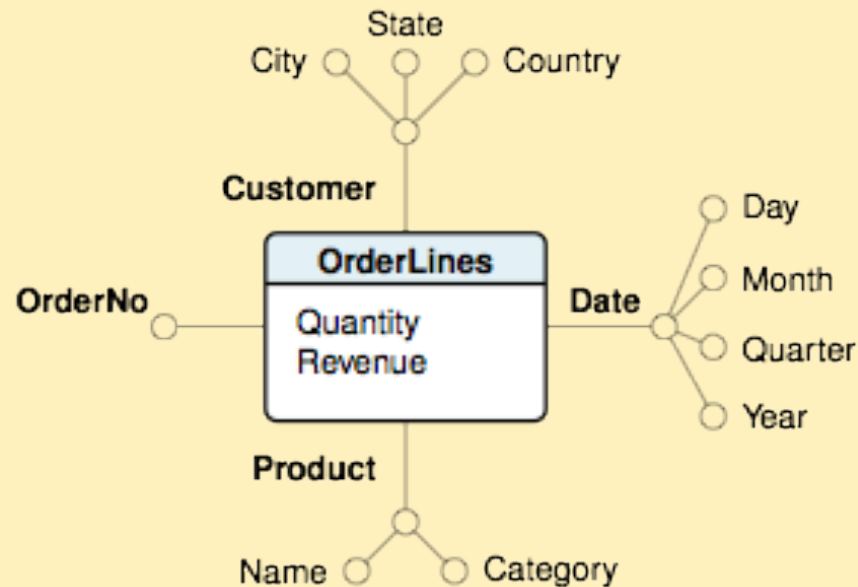 State
City
Country
Customer
OrderLines
Quantity
Revenue
OrderNo
Date
Day
Month
Quarter
Year
Product
Name
Category